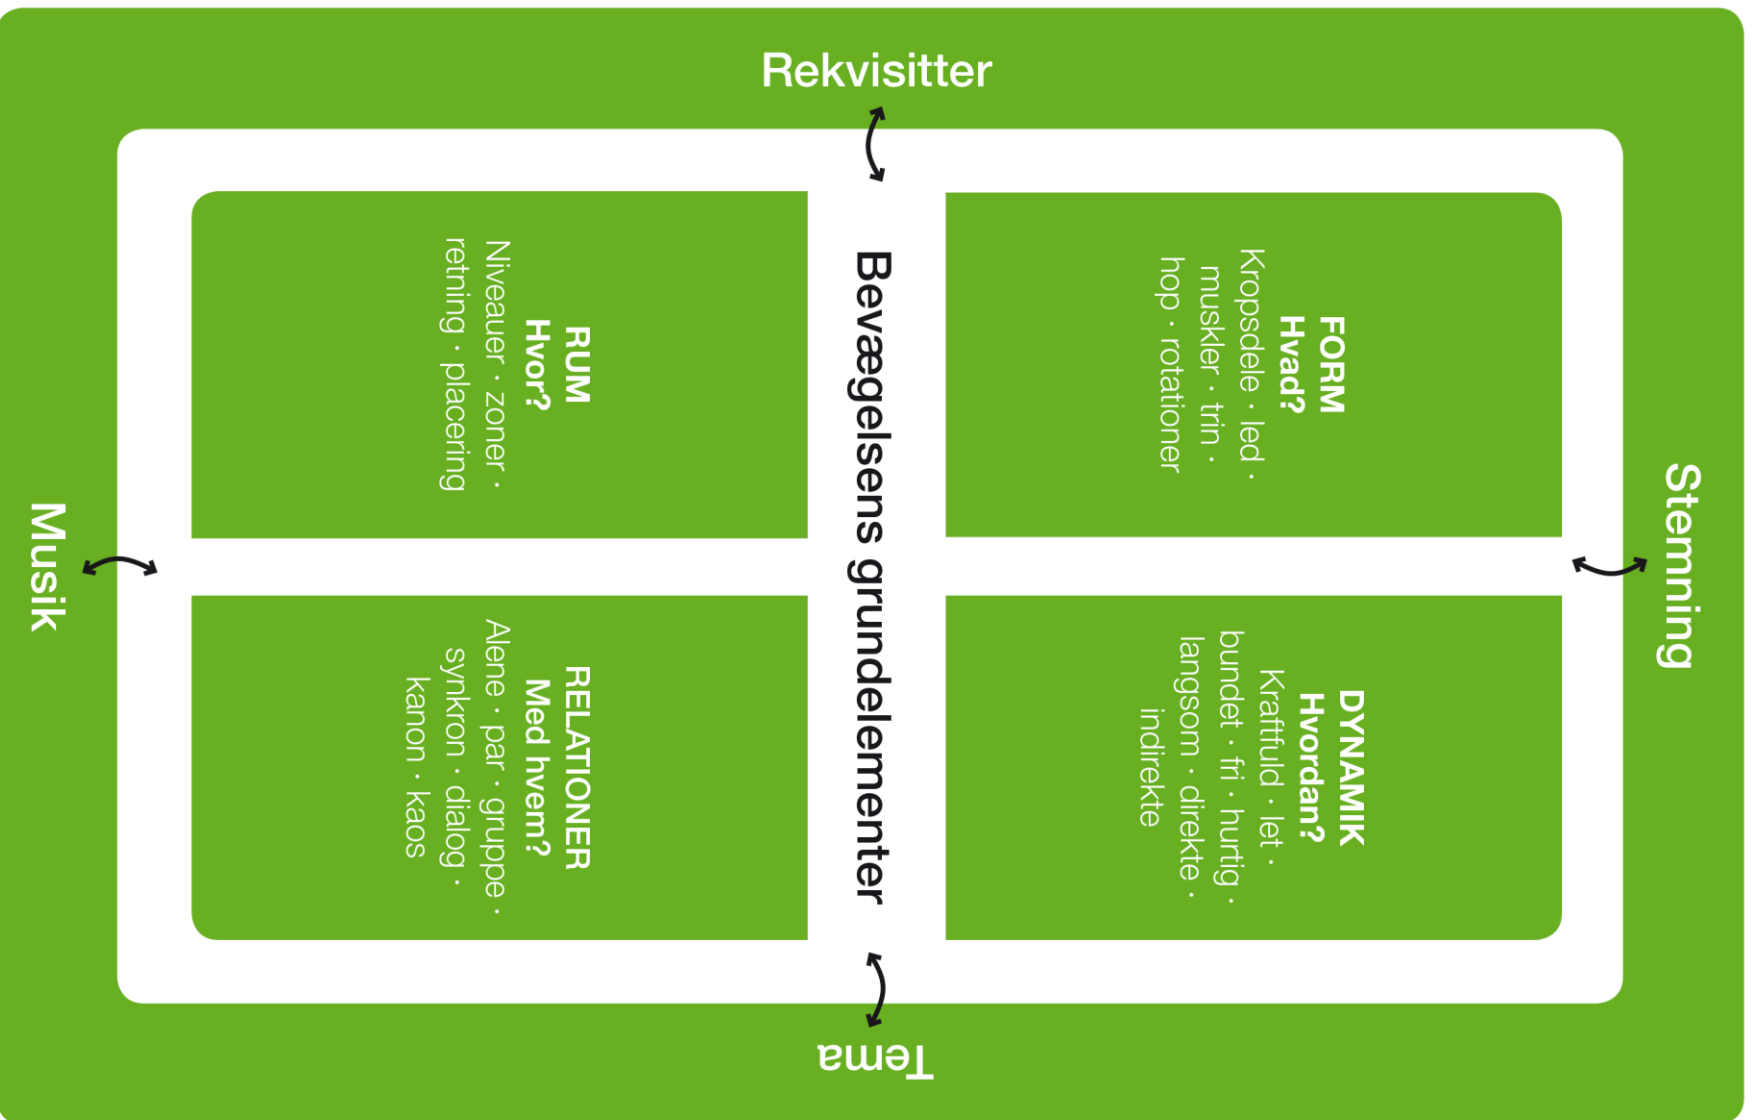 Stemning
Rekvisitter
FORM
Hvad?
Kropsdele · led ·
muskler · trin ·
hop · rotationer
DYNAMIK
Hvordan?
Kraftfuld · let ·
bundet · fri · hurtig ·
langsom · direkte ·
indirekte
Bevægelsens grundelementer
RUM
Hvor?
Niveauer · zoner ·
retning · placering
RELATIONER
Med hvem?
Alene · par · gruppe ·
synkron · dialog ·
kanon · kaos
Tema
Musik